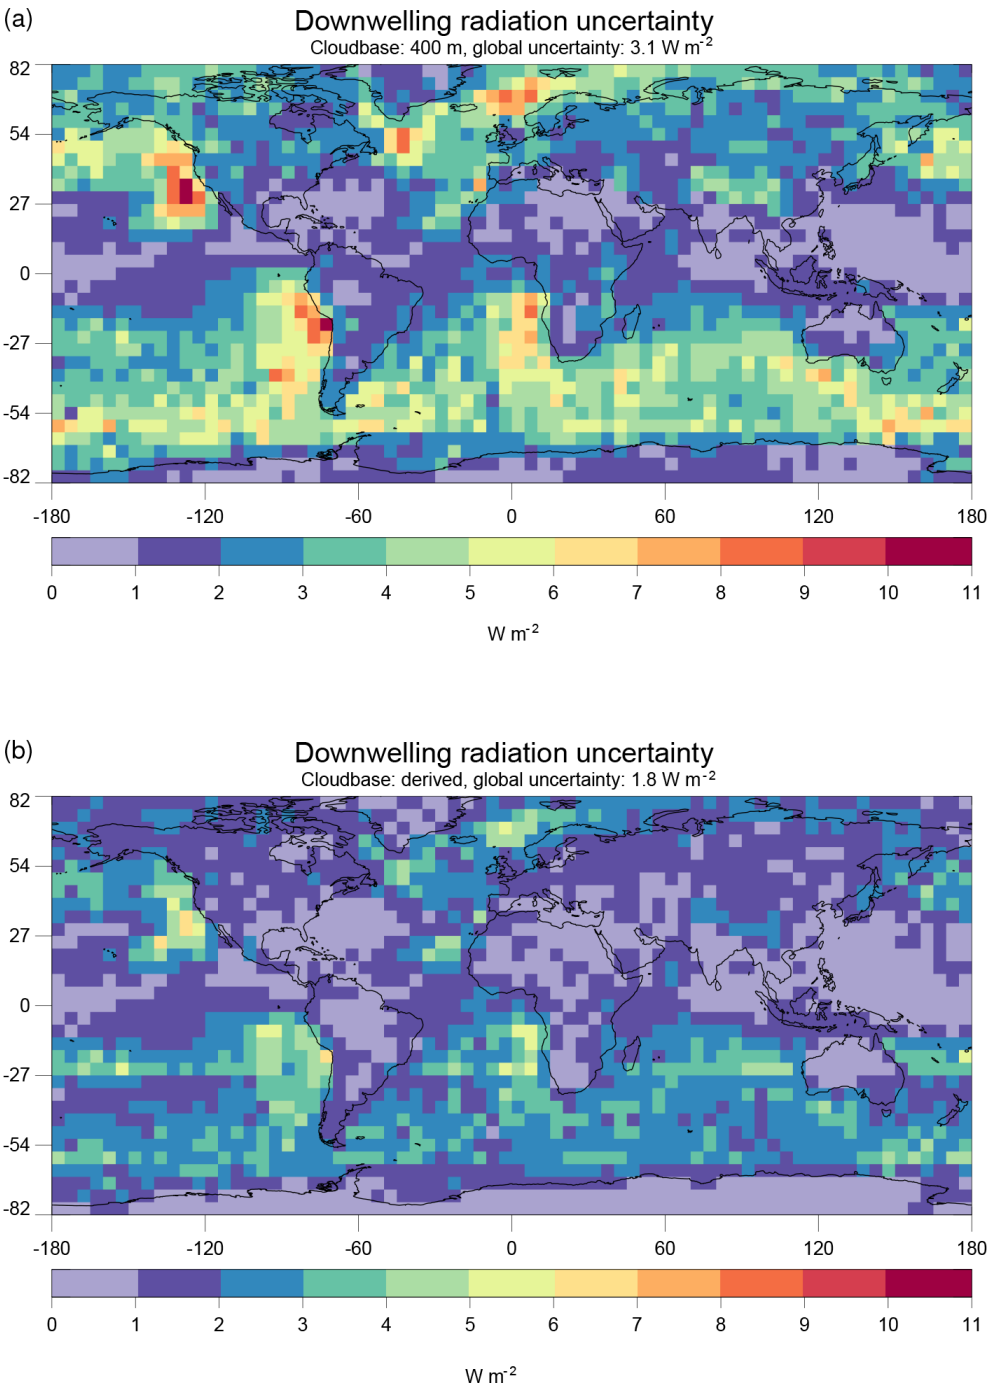 (a)
Downwelling radiation uncertainty
Cloudbase: 400 m, global uncertainty: 3.1 W m-2
82
54
27
0
-27
-54
-82
-180 -120 -60 0 60 120 180
0 1 2 3 4 5 6 7 8 9 10 11
W m-2
(b)
Downwelling radiation uncertainty
Cloudbase: derived, global uncertainty: 1.8 W m-2
82
54
27
0
-27
-54
-82
-180 -120 -60 0 60 120 180
0 1 2 3 4 5 6 7 8 9 10 11
W m-2